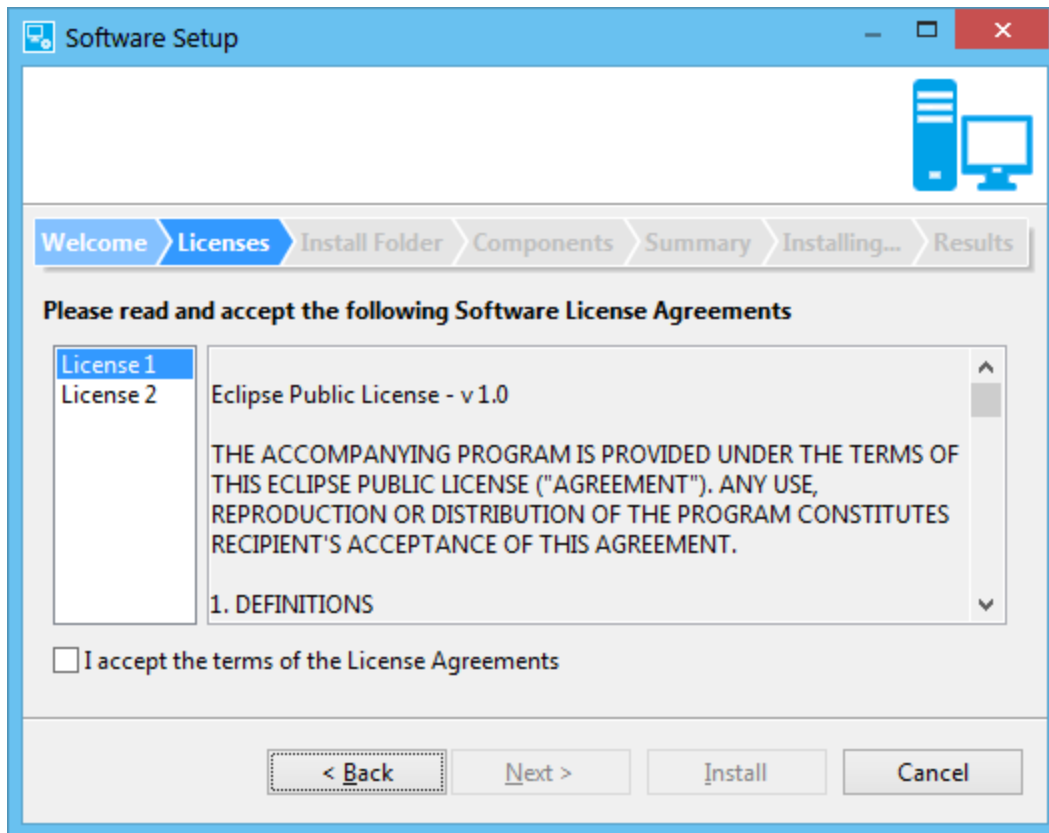 Software Setup
Welcome Licenses Install Folder Components Summary Installing... Results
Please read and accept the following Software License Agreements
License 1
License 2
Eclipse Public License - v 1.0
THE ACCOMPANYING PROGRAM IS PROVIDED UNDER THE TERMS OF
THIS ECLIPSE PUBLIC LICENSE ("AGREEMENT"). ANY USE,
REPRODUCTION OR DISTRIBUTION OF THE PROGRAM CONSTITUTES
RECIPIENT'S ACCEPTANCE OF THIS AGREEMENT.
1. DEFINITIONS
I accept the terms of the License Agreements
< Back Next > Install Cancel